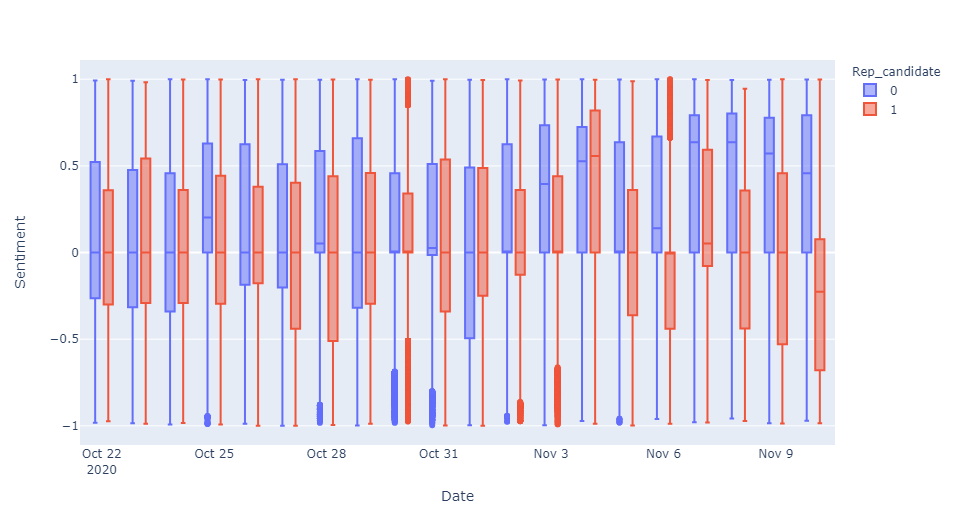 Rep_candidate
0
1
1
0.5
0
−0.5
−1
Sentiment
Oct 22
2020
Oct 25
Oct 28
Oct 31
Nov 3
Nov 6
Nov 9
Date